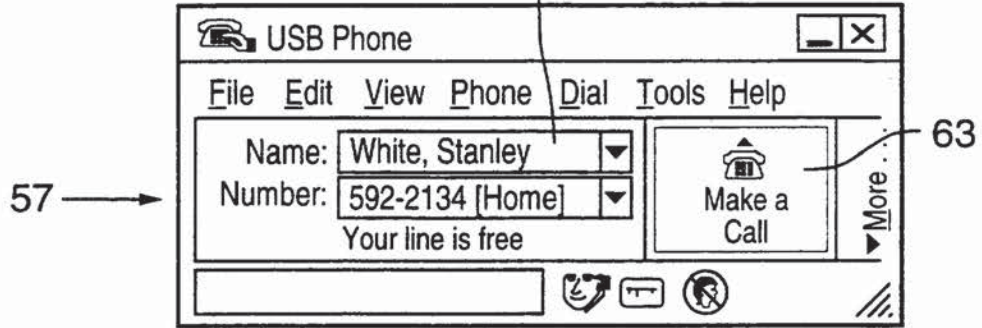 USB Phone
File Edit View Phone Dial Tools Help
Name: White, Stanley
Number: 592-2134 [Home]
Your line is free
Make a
Call
More...
57
63